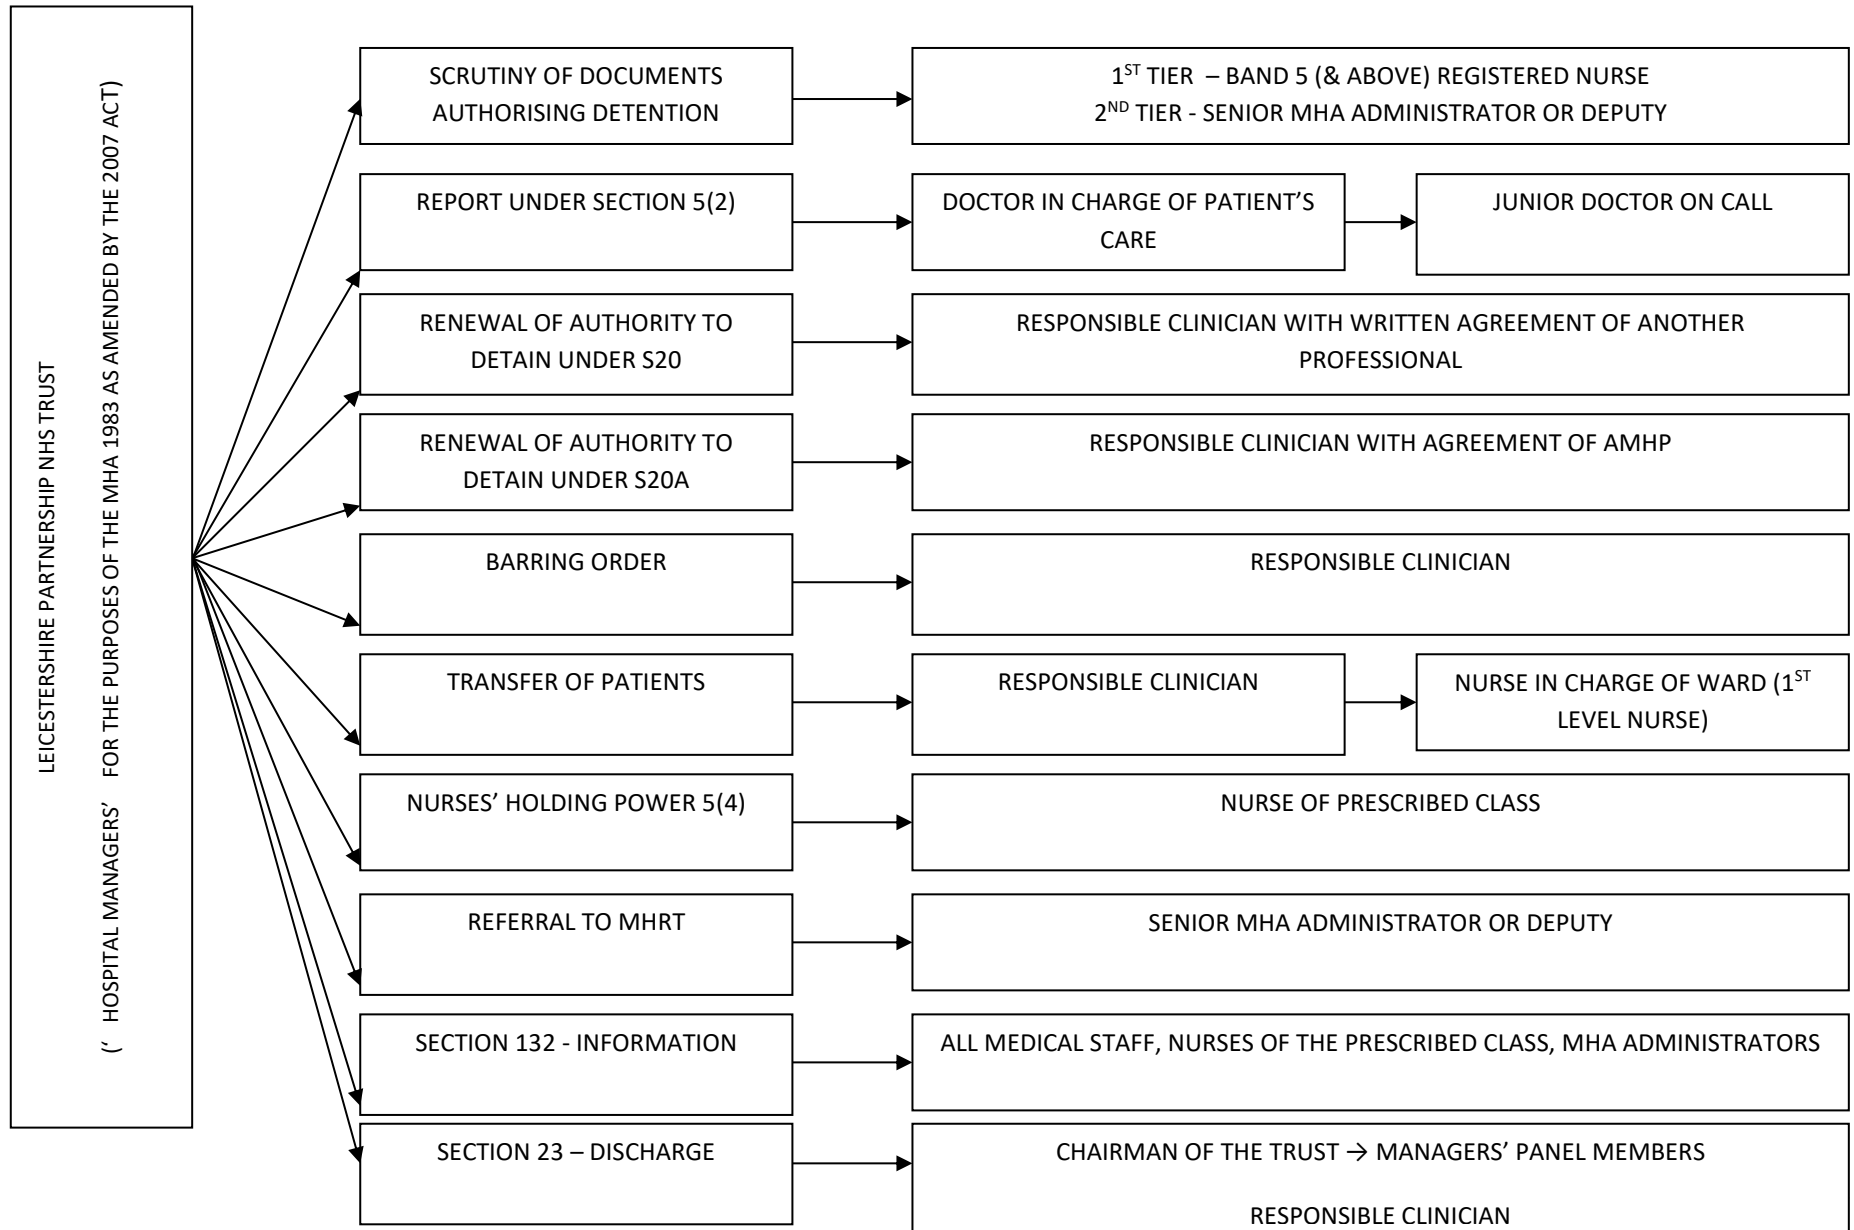 LEICESTERSHIRE PARTNERSHIP NHS TRUST
(‘ HOSPITAL MANAGERS’ FOR THE PURPOSES OF THE MHA 1983 AS AMENDED BY THE 2007 ACT)
SCRUTINY OF DOCUMENTS
AUTHORISING DETENTION
1ST TIER – BAND 5 (& ABOVE) REGISTERED NURSE
2ND TIER - SENIOR MHA ADMINISTRATOR OR DEPUTY
REPORT UNDER SECTION 5(2)
DOCTOR IN CHARGE OF PATIENT’S
CARE
JUNIOR DOCTOR ON CALL
RENEWAL OF AUTHORITY TO
DETAIN UNDER S20
RESPONSIBLE CLINICIAN WITH WRITTEN AGREEMENT OF ANOTHER
PROFESSIONAL
RENEWAL OF AUTHORITY TO
DETAIN UNDER S20A
RESPONSIBLE CLINICIAN WITH AGREEMENT OF AMHP
BARRING ORDER
RESPONSIBLE CLINICIAN
TRANSFER OF PATIENTS
RESPONSIBLE CLINICIAN
NURSE IN CHARGE OF WARD (1ST
LEVEL NURSE)
NURSES’ HOLDING POWER 5(4)
NURSE OF PRESCRIBED CLASS
REFERRAL TO MHRT
SENIOR MHA ADMINISTRATOR OR DEPUTY
SECTION 132 - INFORMATION
ALL MEDICAL STAFF, NURSES OF THE PRESCRIBED CLASS, MHA ADMINISTRATORS
SECTION 23 – DISCHARGE
CHAIRMAN OF THE TRUST → MANAGERS’ PANEL MEMBERS
RESPONSIBLE CLINICIAN